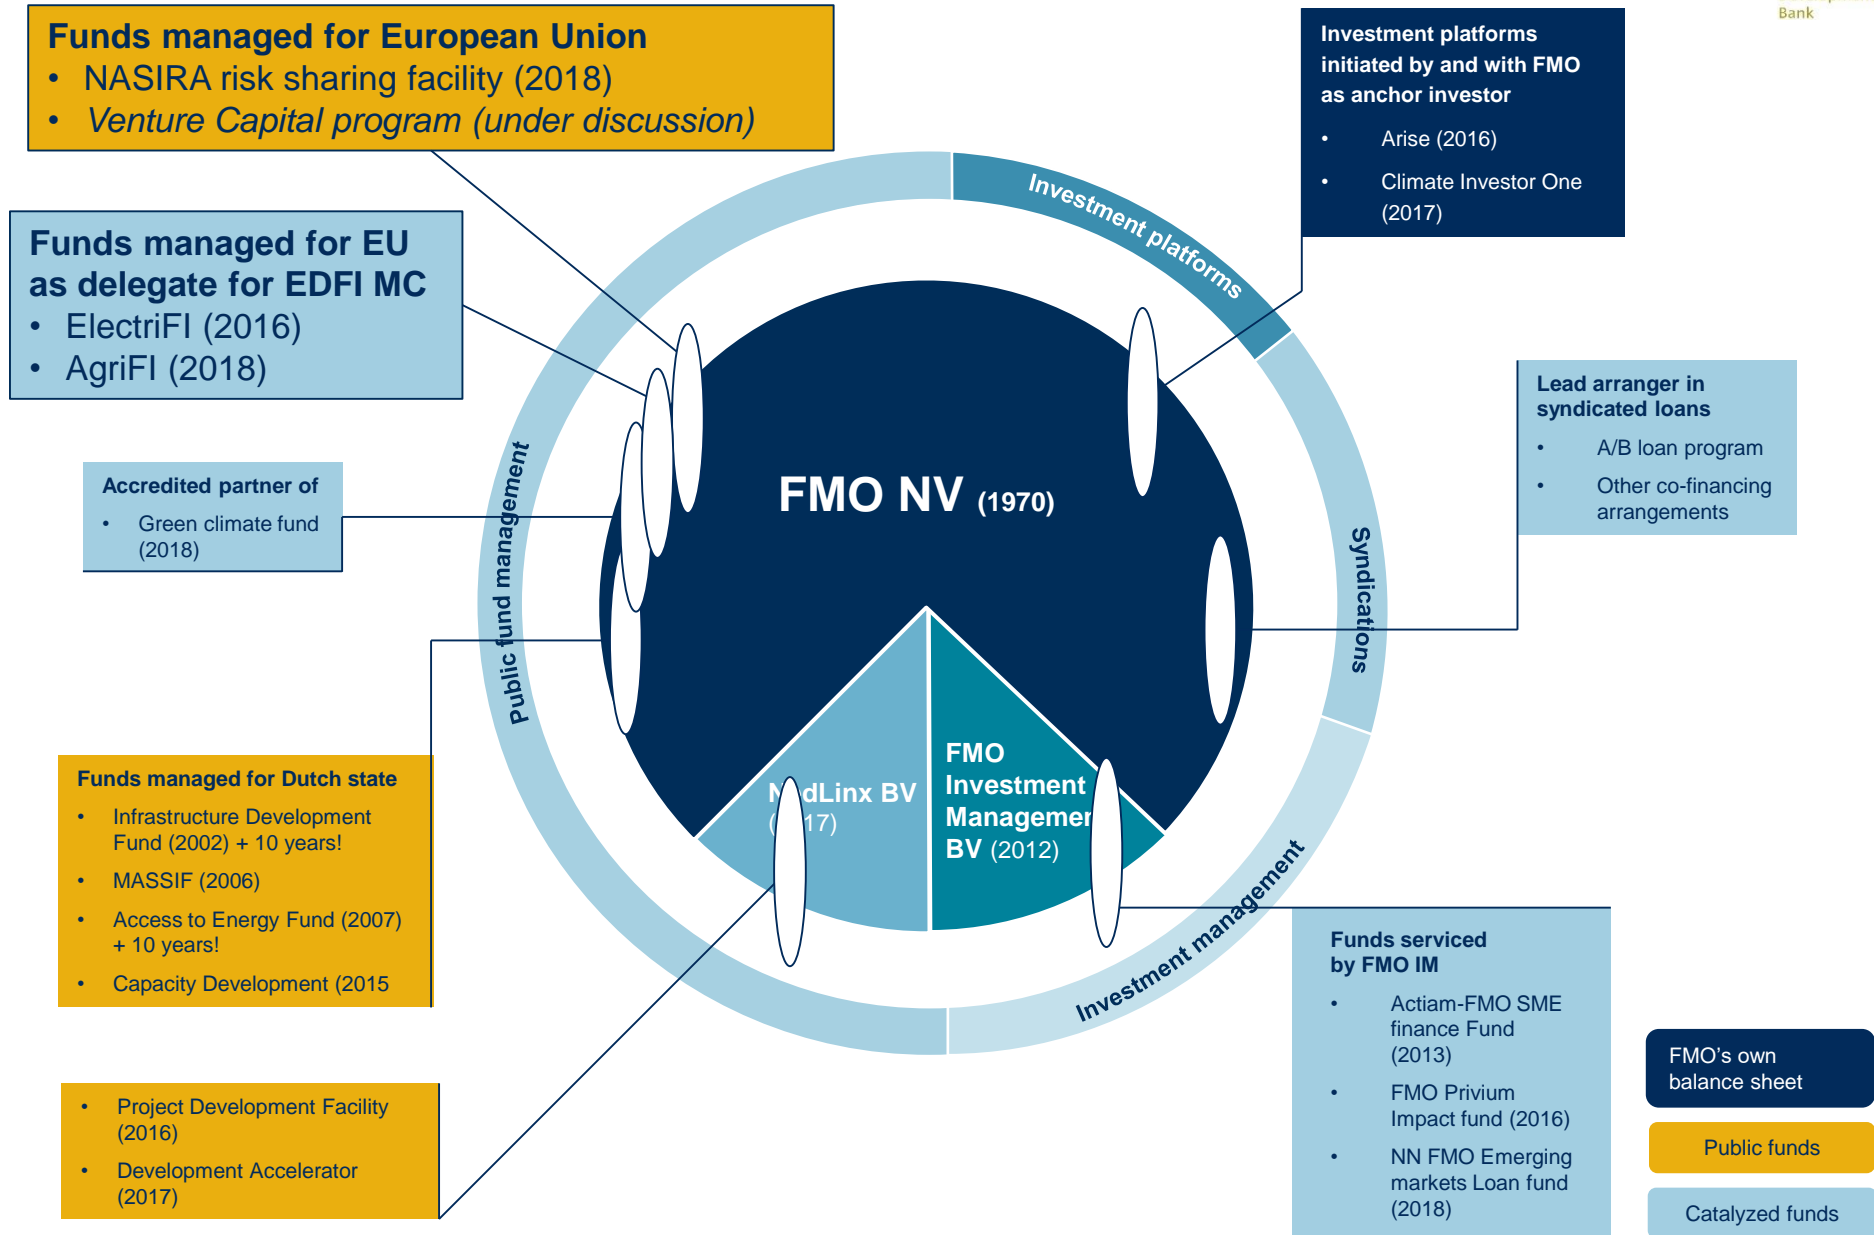 Bank
Funds managed for European Union
• NASIRA risk sharing facility (2018)
• Venture Capital program (under discussion)
Investment platforms
initiated by and with FMO
as anchor investor
• Arise (2016)
• Climate Investor One
(2017)
Funds managed for EU
as delegate for EDFI MC
• ElectriFI (2016)
• AgriFI (2018)
Investment platforms
Lead arranger in
syndicated loans
• A/B loan program
• Other co-financing
arrangements
Accredited partner of
• Green climate fund
(2018)
Public fund management
FMO NV (1970)
Syndications
Funds managed for Dutch state
• Infrastructure Development
Fund (2002) + 10 years!
• MASSIF (2006)
• Access to Energy Fund (2007)
+ 10 years!
• Capacity Development (2015
BV
17)
FMO
Investment
BV (2012)
Investment management
Funds serviced
by FMO IM
• Actiam-FMO SME
finance Fund
(2013)
• FMO Privium
Impact fund (2016)
• NN FMO Emerging
markets Loan fund
(2018)
• Project Development Facility
(2016)
• Development Accelerator
(2017)
FMO's own
balance sheet
Public funds
Catalyzed funds